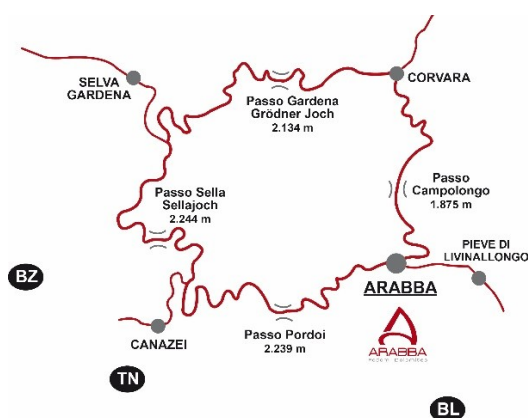 SELVA
GARDENA
CORVARA
Passo Gardena
Grödner Joch
2.134 m
Passo
Campolongo
1.875 m
Passo Sella
Sellajoch
2.244 m
PIEVE DI
LIVINALLONGO
BZ
ARABBA
CANAZEI
Passo Pordoi
2.239 m
ARABBA
TN
BL